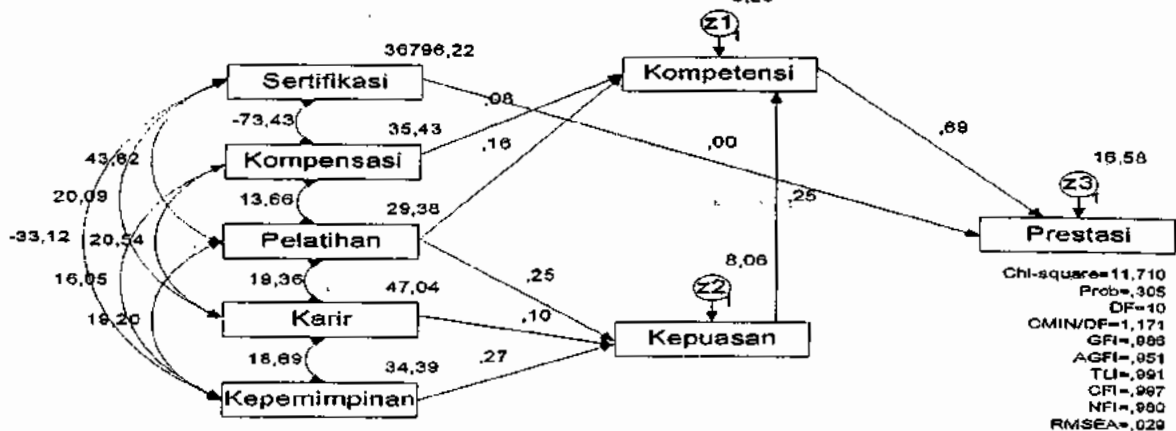 z1
1
36796,22
Sertifikasi
Kompetensi
,08
-73,43
35,43
,16
,69
Kompensasi
,00
16,58
43,62
13,66
29,38
,25
z3
1
20,09
-33,12
20,54
Pelatihan
8,06
Prestasi
16,05
19,36
47,04
,25
z2
1
19,20
Karir
,10
Kepuasan
18,69
34,39
,27
Kepemimpinan
Chi-square=11,710
Prob=,305
DF=10
CMIN/DF=1,171
GFI=,986
AGFI=,951
TLI=,991
CFI=,997
NFI=,980
RMSEA=,029